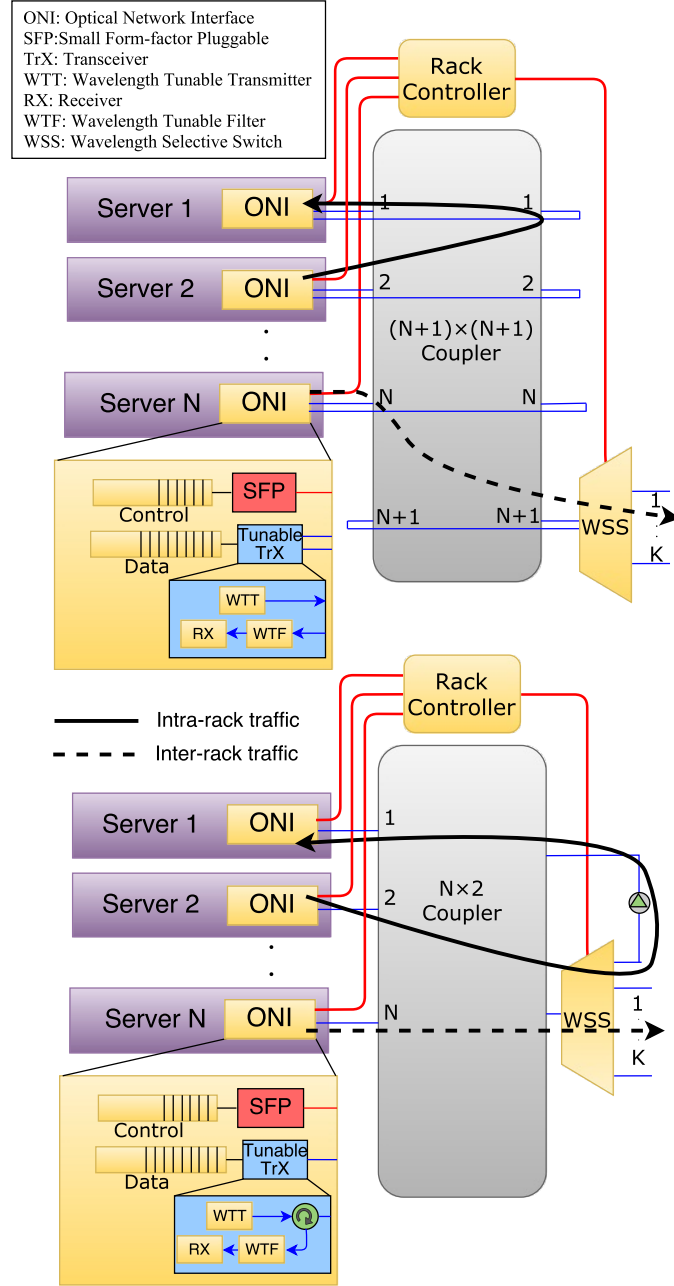 ONI: Optical Network Interface
SFP:Small Form-factor Pluggable
TrX: Transceiver
WTT: Wavelength Tunable Transmitter
RX: Receiver
WTF: Wavelength Tunable Filter
WSS: Wavelength Selective Switch
Rack
Controller
Server 1
ONI
1
1
Server 2
ONI
2
2
(N+1)×(N+1)
Coupler
Server N
ONI
N
N
N+1
N+1
WSS
1
K
SFP
Control
Tunable
TrX
Data
WTT
RX
WTF
Rack
Controller
Intra-rack traffic
Inter-rack traffic
Server 1
ONI
1
Server 2
ONI
2
N×2
Coupler
Server N
ONI
N
WSS
1
K
SFP
Control
Tunable
TrX
Data
WTT
RX
WTF